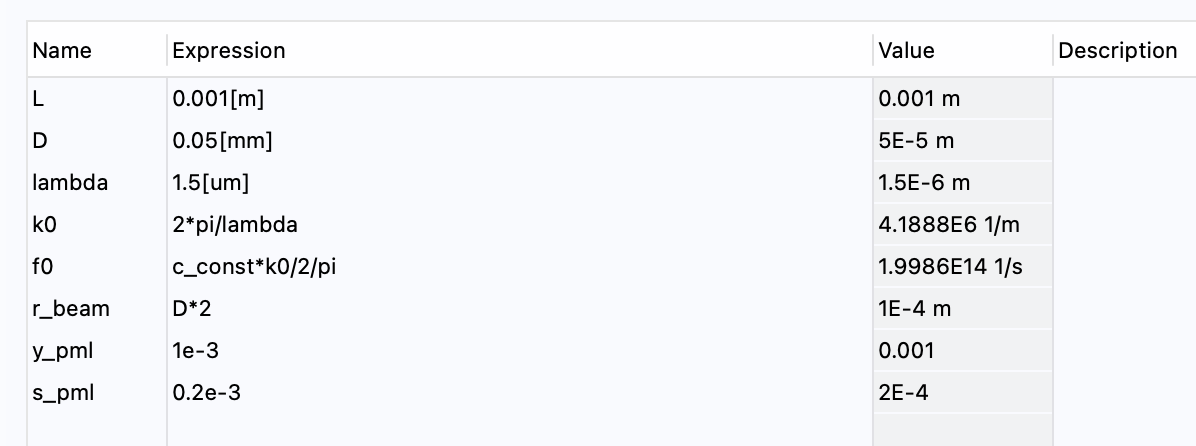 Name Expression Value Description
L 0.001[m] 0.001 m
D 0.05[mm] 5E-5 m
lambda 1.5[um] 1.5E-6 m
k0 2*pi/lambda 4.1888E6 1/m
f0 c_const*k0/2/pi 1.9986E14 1/s
r_beam D*2 1E-4 m
y_pml 1e-3 0.001
s_pml 0.2e-3 2E-4